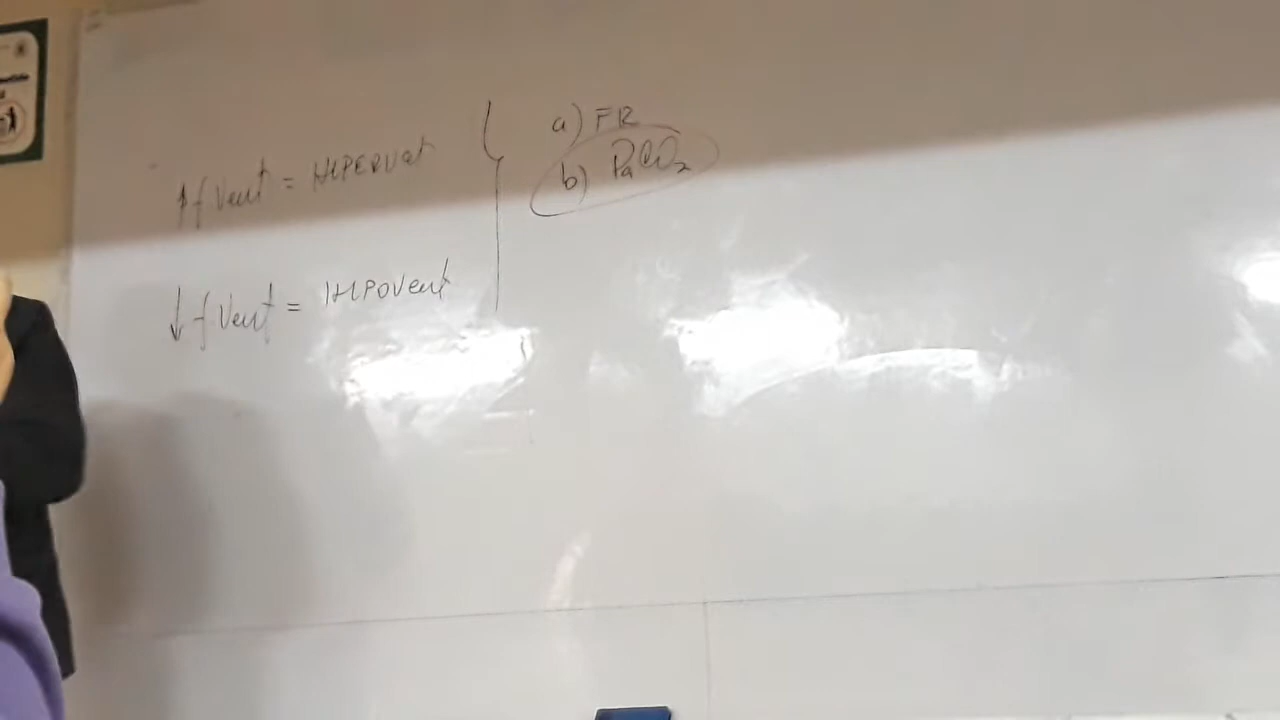 ↑f Vent = HIPERVent
↓f Vent = HIPOVent
a) FR
b) PaCO2